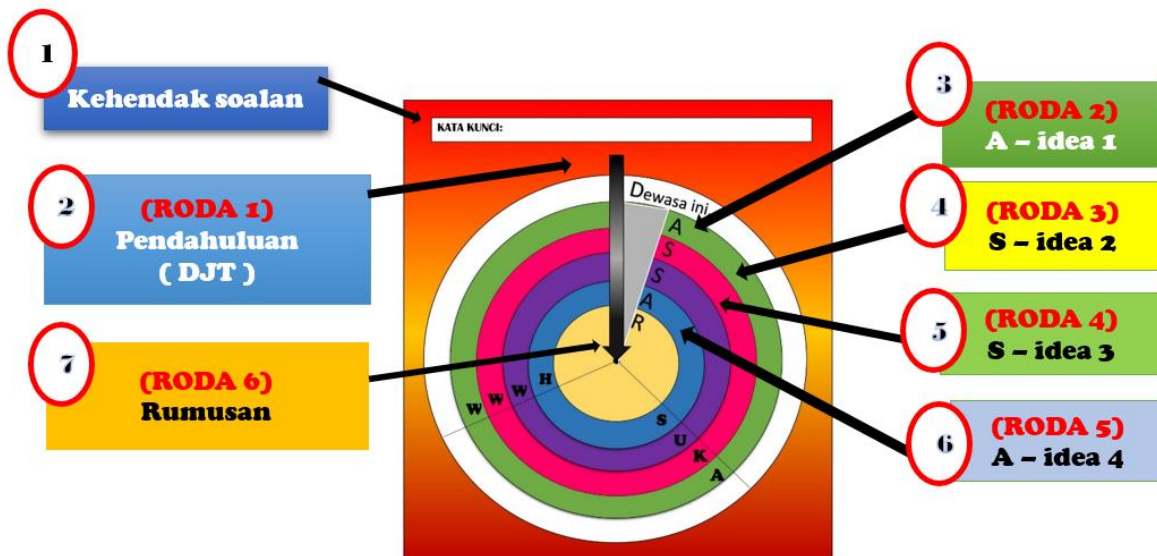 1
Kehendak soalan
2
(RODA 1)
Pendahuluan
( DJT )
7
(RODA 6)
Rumusan
KATA KUNCI:
Dewasa ini
A
S
S
A
R
W
W
W
H
S
U
K
A
3
(RODA 2)
A – idea 1
4
(RODA 3)
S – idea 2
5
(RODA 4)
S – idea 3
6
(RODA 5)
A – idea 4